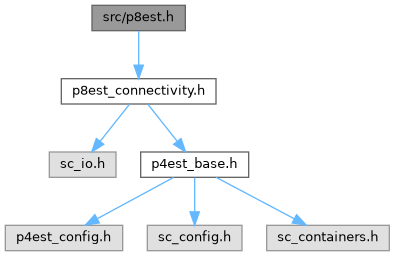 src/p8est.h
p8est_connectivity.h
sc_io.h
p4est_base.h
p4est_config.h
sc_config.h
sc_containers.h